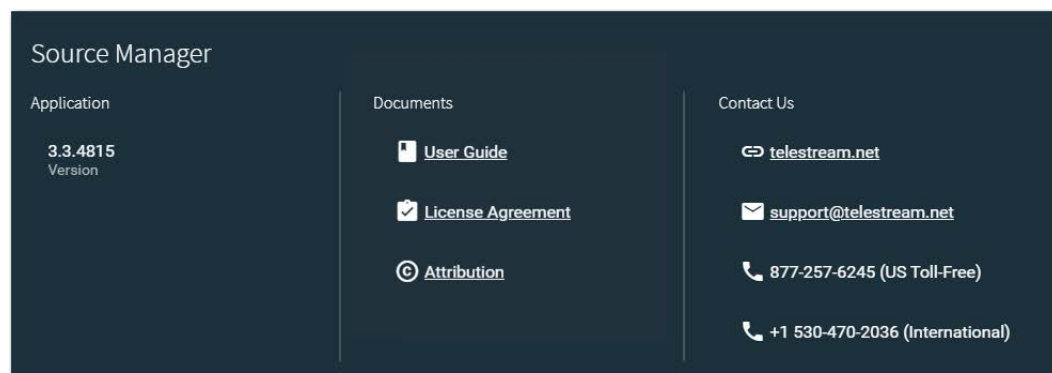 Source Manager
Application
3.3.4815
Version
Documents
User Guide
License Agreement
Attribution
Contact Us
telestream.net
support@telestream.net
877-257-6245 (US Toll-Free)
+1 530-470-2036 (International)